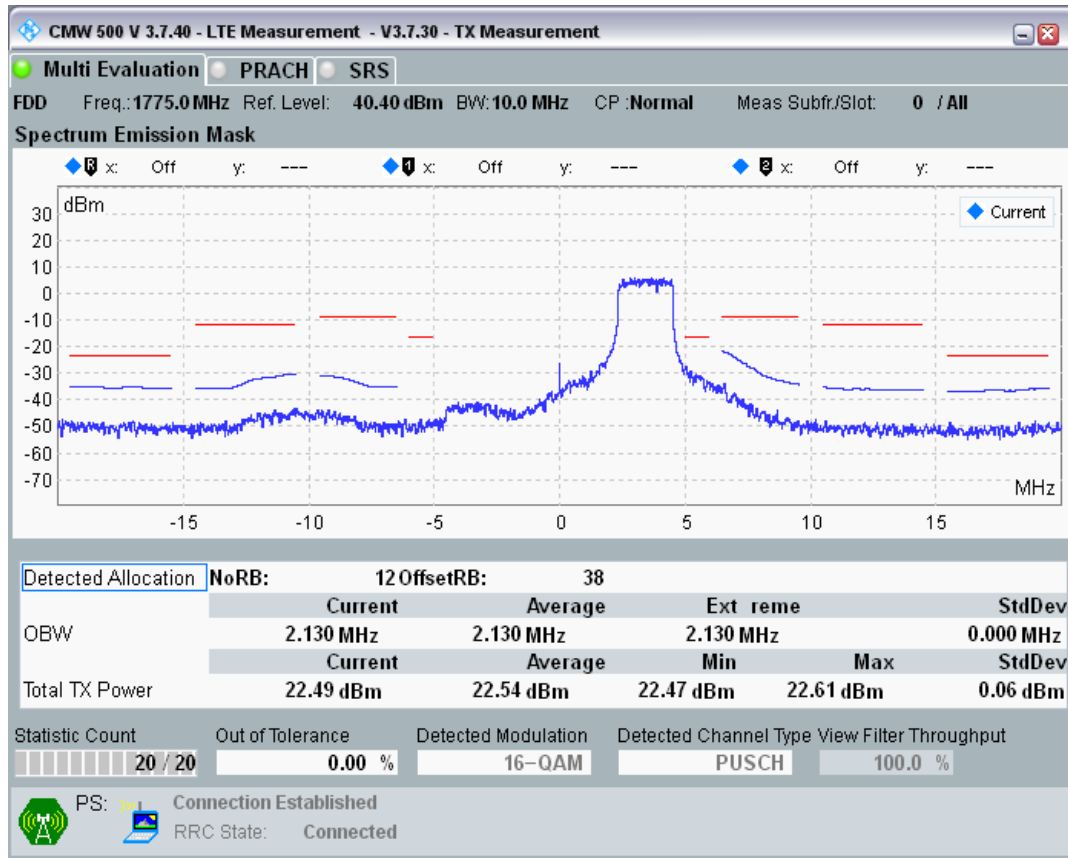 CMW 500 V 3.7.40 - LTE Measurement - V3.7.30 - TX Measurement
Multi Evaluation PRACH SRS
FDD Freq.: 1775.0 MHz Ref. Level: 40.40 dBm BW: 10.0 MHz CP : Normal Meas Subfr./Slot: 0 / All
Spectrum Emission Mask
R x: Off y: --- 1 x: Off y: --- 2 x: Off y: ---
dBm
Current
30
20
10
0
-10
-20
-30
-40
-50
-60
-70
MHz
-15 -10 -5 0 5 10 15
Detected Allocation NoRB: 12 OffsetRB: 38
Current Average Ext reme StdDev
OBW 2.130 MHz 2.130 MHz 2.130 MHz 0.000 MHz
Current Average Min Max StdDev
Total TX Power 22.49 dBm 22.54 dBm 22.47 dBm 22.61 dBm 0.06 dBm
Statistic Count Out of Tolerance Detected Modulation Detected Channel Type View Filter Throughput
20 / 20 0.00 % 16-QAM PUSCH 100.0 %
PS: Connection Established
RRC State: Connected